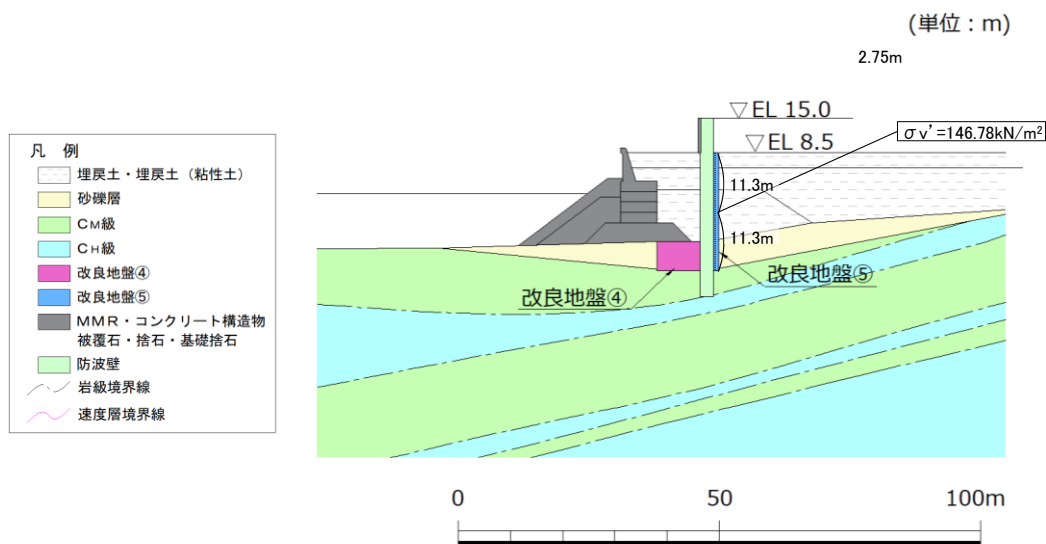 (単位：m)
2.75m
▽EL 15.0
σv'=146.78kN/m²
▽EL 8.5
凡 例
埋戻土・埋戻土（粘性土）
砂礫層
CM級
CH級
改良地盤④
改良地盤⑤
MMR・コンクリート構造物
被覆石・捨石・基礎捨石
防波壁
岩級境界線
速度層境界線
11.3m
11.3m
改良地盤⑤
改良地盤④
0 50 100m